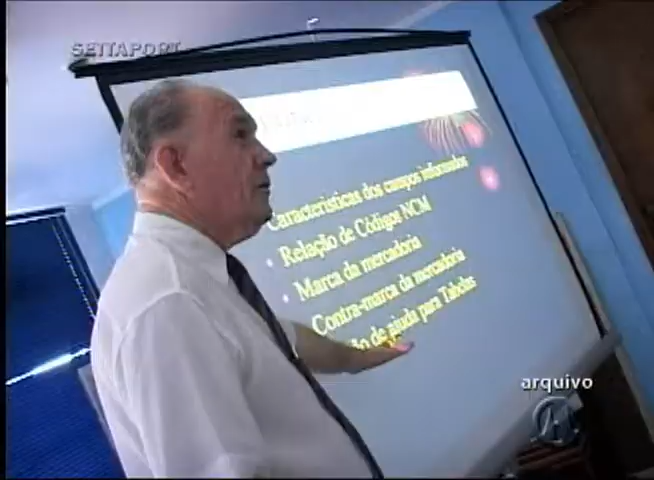 SETTAPORT
Características dos campos informados
• Relação de Códigos NCM
• Marca da mercadoria
Contra-marca da mercadoria
de ajuda para Tabelas
arquivo